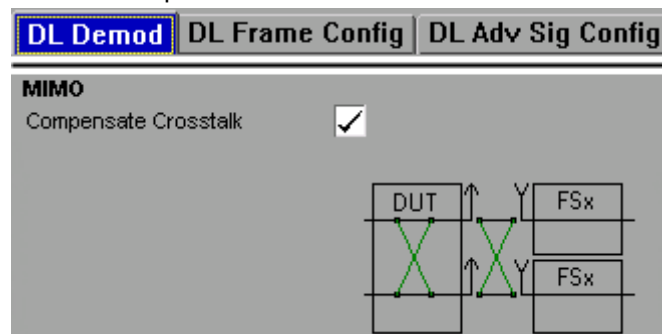 DL Demod DL Frame Config DL Adv Sig Config
MIMO
Compensate Crosstalk
DUT FSx
FSx